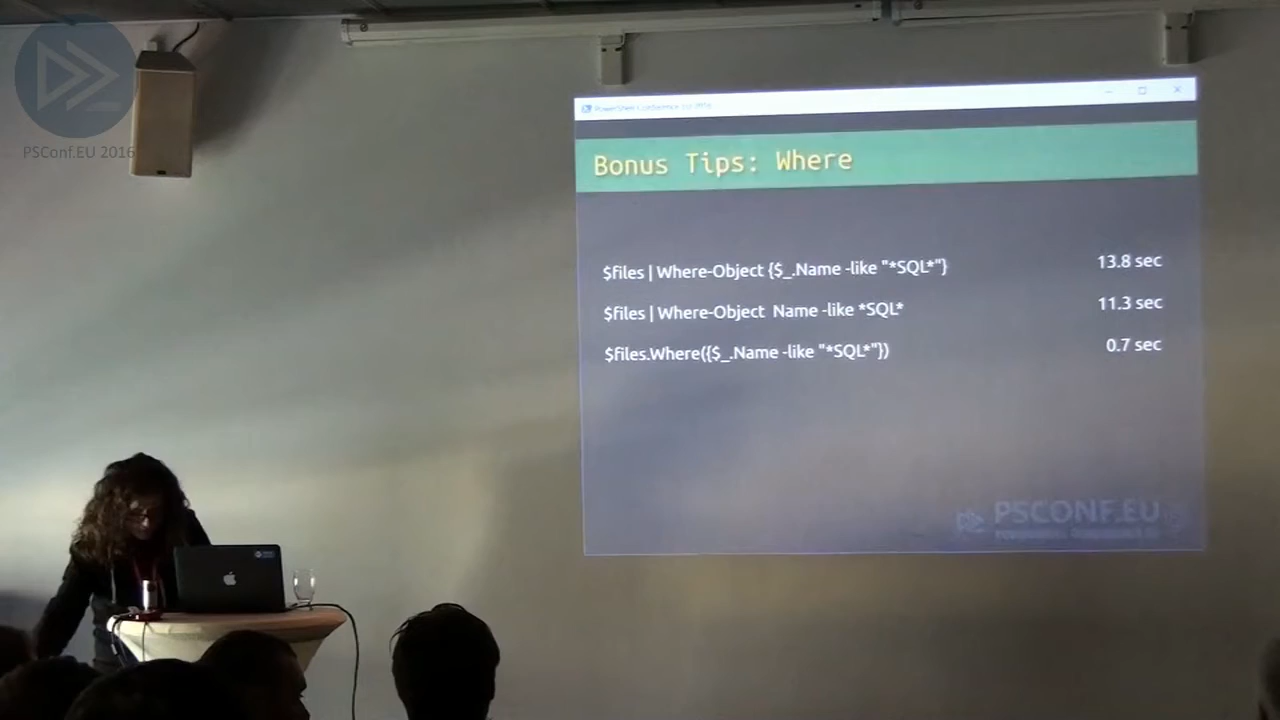 PSConf.EU 2016
Bonus Tips: Where
$files | Where-Object {$_.Name -like "*SQL*"} 13.8 sec
$files | Where-Object  Name -like *SQL* 11.3 sec
$files.Where({$_.Name -like "*SQL*"}) 0.7 sec
PSCONF.EU